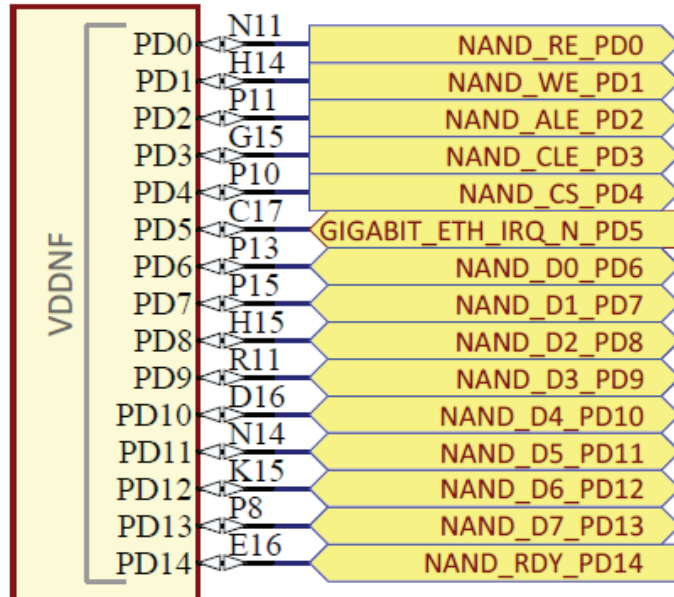 N11
PD0 NAND_RE_PD0
H14
PD1 NAND_WE_PD1
P11
PD2 NAND_ALE_PD2
G15
PD3 NAND_CLE_PD3
P10
PD4 NAND_CS_PD4
C17
PD5 GIGABIT_ETH_IRQ_N_PD5
P13
PD6 NAND_D0_PD6
P15
PD7 NAND_D1_PD7
H15
PD8 NAND_D2_PD8
R11
PD9 NAND_D3_PD9
D16
PD10 NAND_D4_PD10
N14
PD11 NAND_D5_PD11
K15
PD12 NAND_D6_PD12
P8
PD13 NAND_D7_PD13
E16
PD14 NAND_RDY_PD14
VDDNF